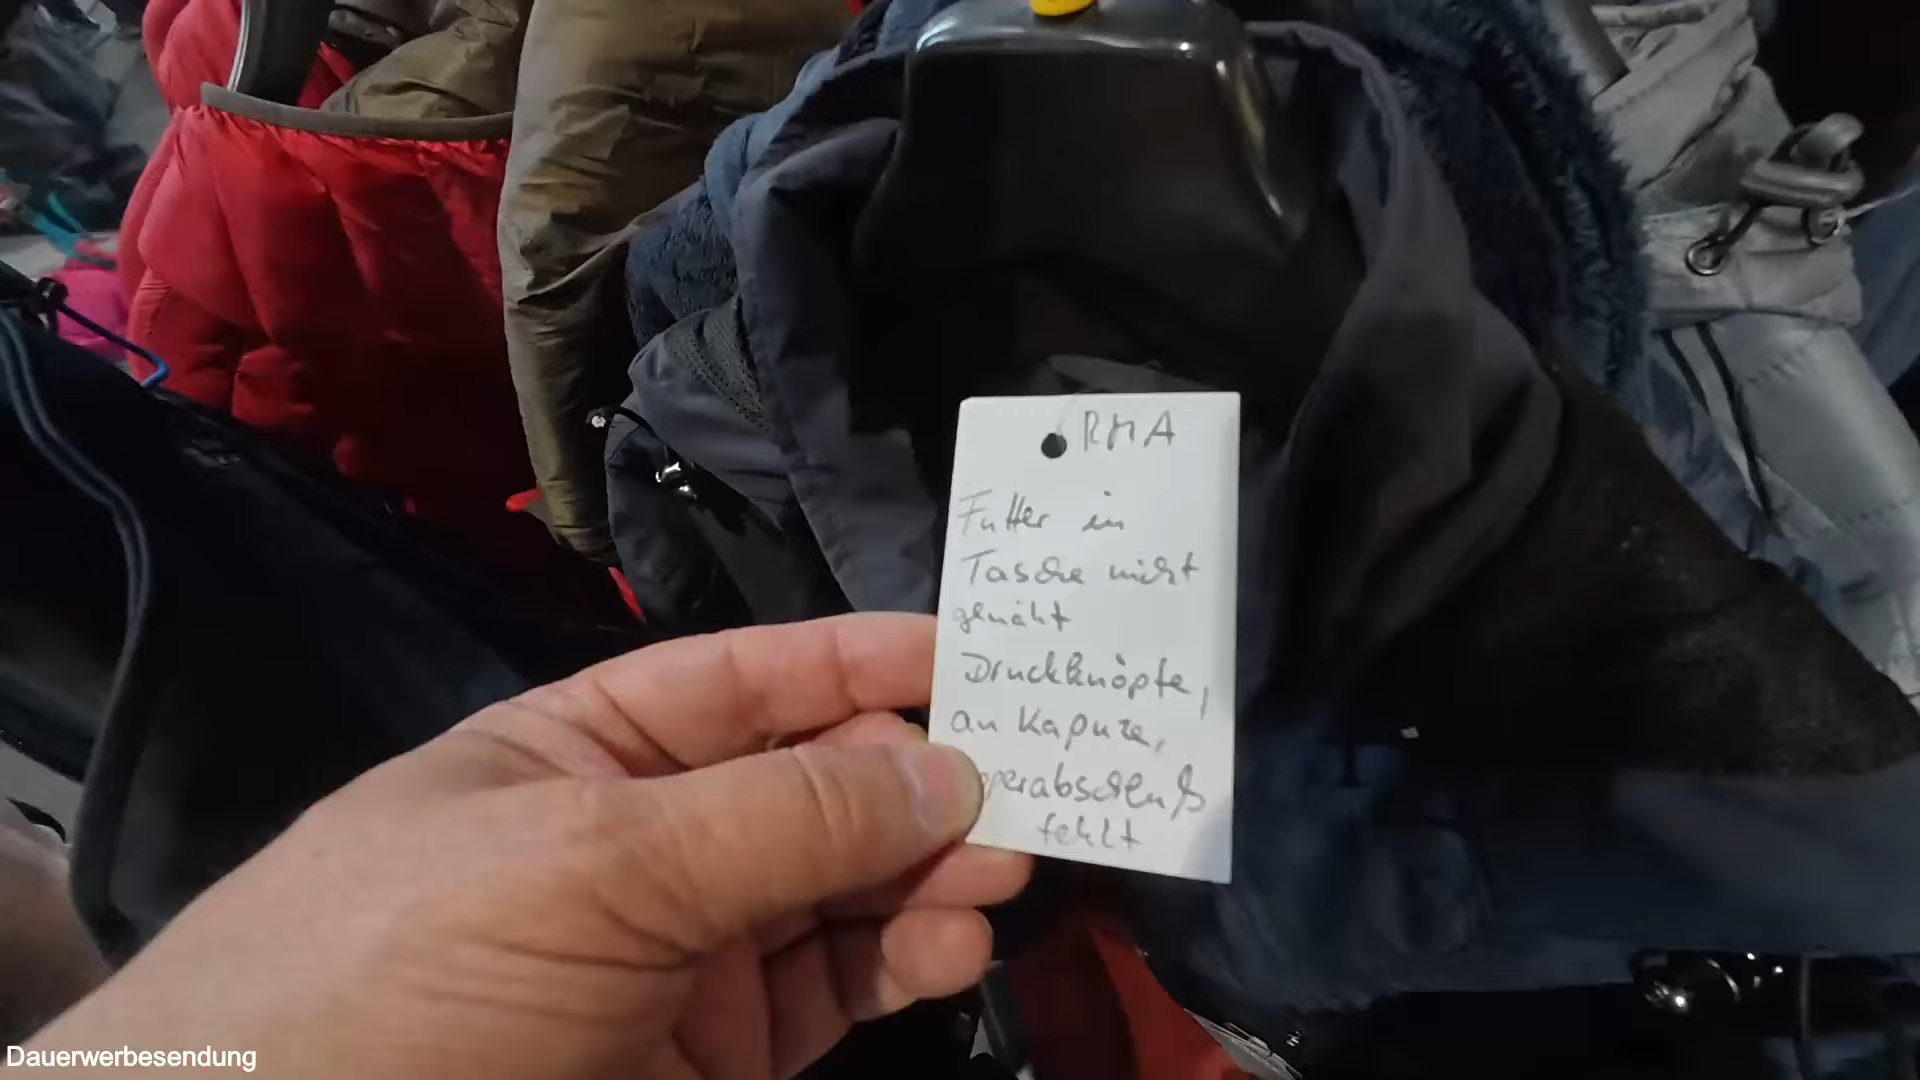 RMA
Futter in
Tasche nicht
genäht
Druckknöpfe,
an Kapuze,
fehlt
Dauerwerbesendung